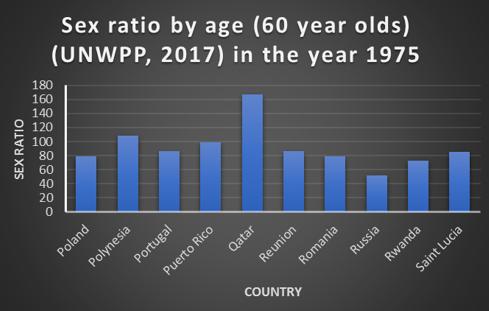 Sex ratio by age (60 year olds)
(UNWPP, 2017) in the year 1975
180
160
140
120
100
80
60
40
20
0
SEX RATIO
Poland
Polynesia
Portugal
Puerto Rico
Qatar
Reunion
Romania
Russia
Rwanda
Saint Lucia
COUNTRY